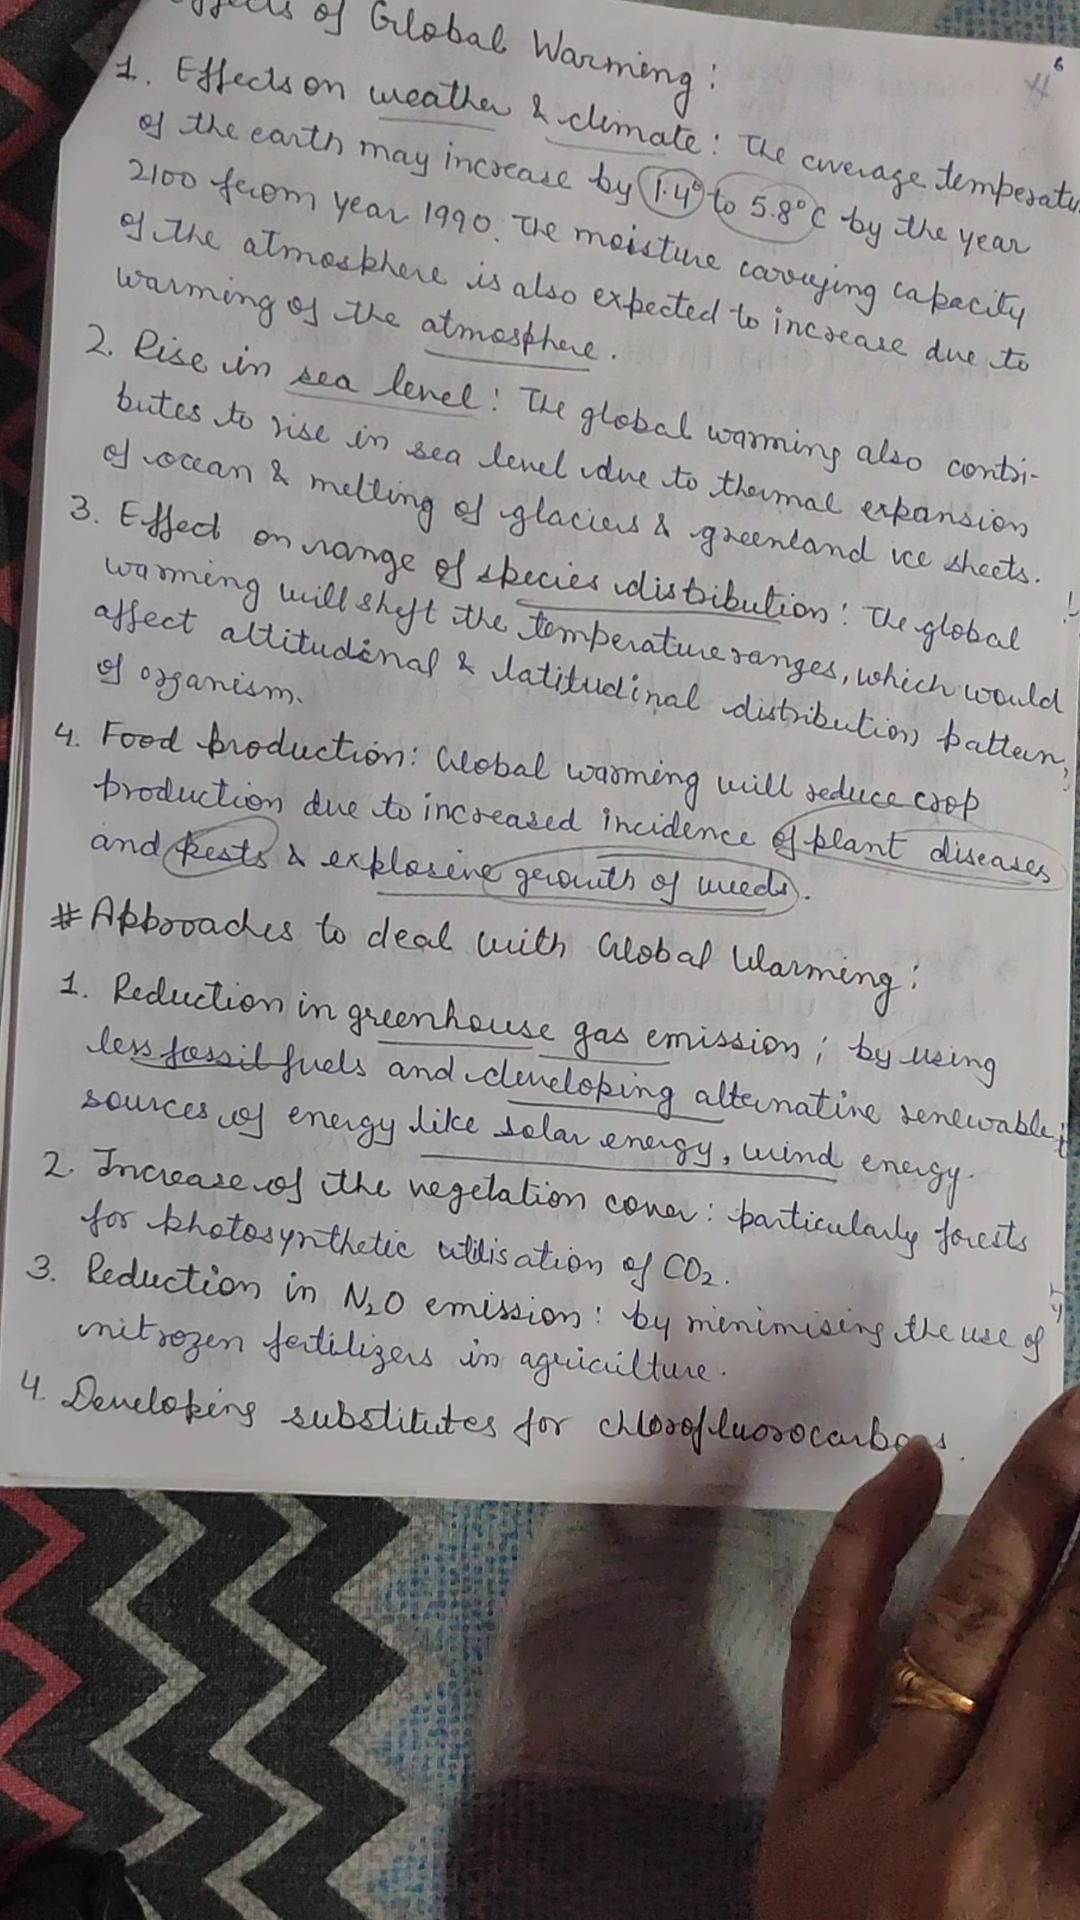 Effects of Global Warming:
6
1. Effects on weather & climate: The average temperatu
of the earth may increase by 1.4° to 5.8°C by the year
2100 from year 1990. The moisture carrying capacity
of the atmosphere is also expected to increase due to
warming of the atmosphere.
2. Rise in sea level: The global warming also contri-
butes to rise in sea level due to thermal expansion
of ocean & melting of glaciers & greenland ice sheets.
3. Effect on range of species distribution: The global
warming will shift the temperature ranges, which would
affect altitudinal & latitudinal distribution pattern,
of organism.
4. Food production: Global warming will reduce crop
production due to increased incidence of plant diseases
and pests & explosive growth of weeds.
# Approaches to deal with Global Warming:
1. Reduction in greenhouse gas emission; by using
less fossil fuels and developing alternative renewable
sources of energy like solar energy, wind energy.
2. Increase of the vegetation cover: particularly forests
for photosynthetic utilisation of CO₂.
3. Reduction in N₂O emission: by minimising the use of
nitrozen fertilizers in agriculture.
4. Developing substitutes for chlorofluorocarbons.